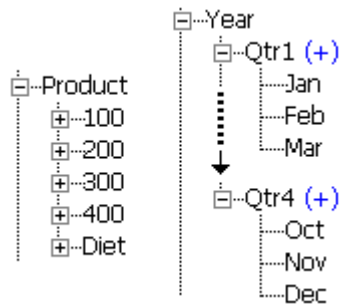 Product
100
200
300
400
Diet
Year
Qtr1 (+)
Jan
Feb
Mar
Qtr4 (+)
Oct
Nov
Dec